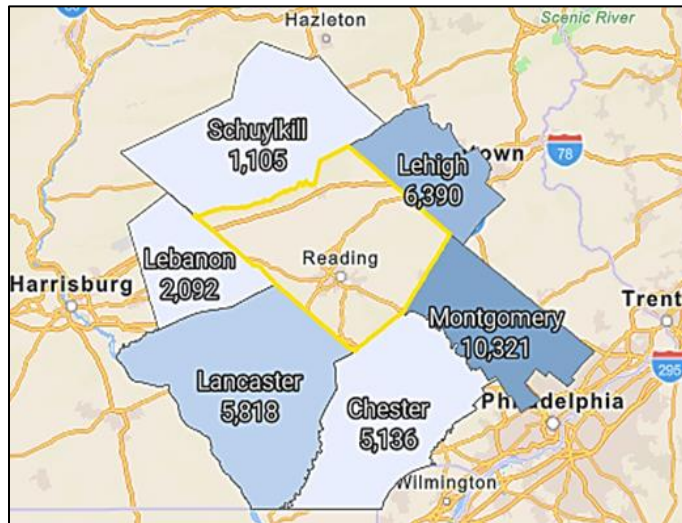 Hazleton
Scenic River
Schuylkill
1,105
Lehigh
6,390
town
78
Lebanon
2,092
Reading
Harrisburg
Montgomery
10,321
Trent
295
Lancaster
5,818
Chester
5,136
Philadelphia
Wilmington